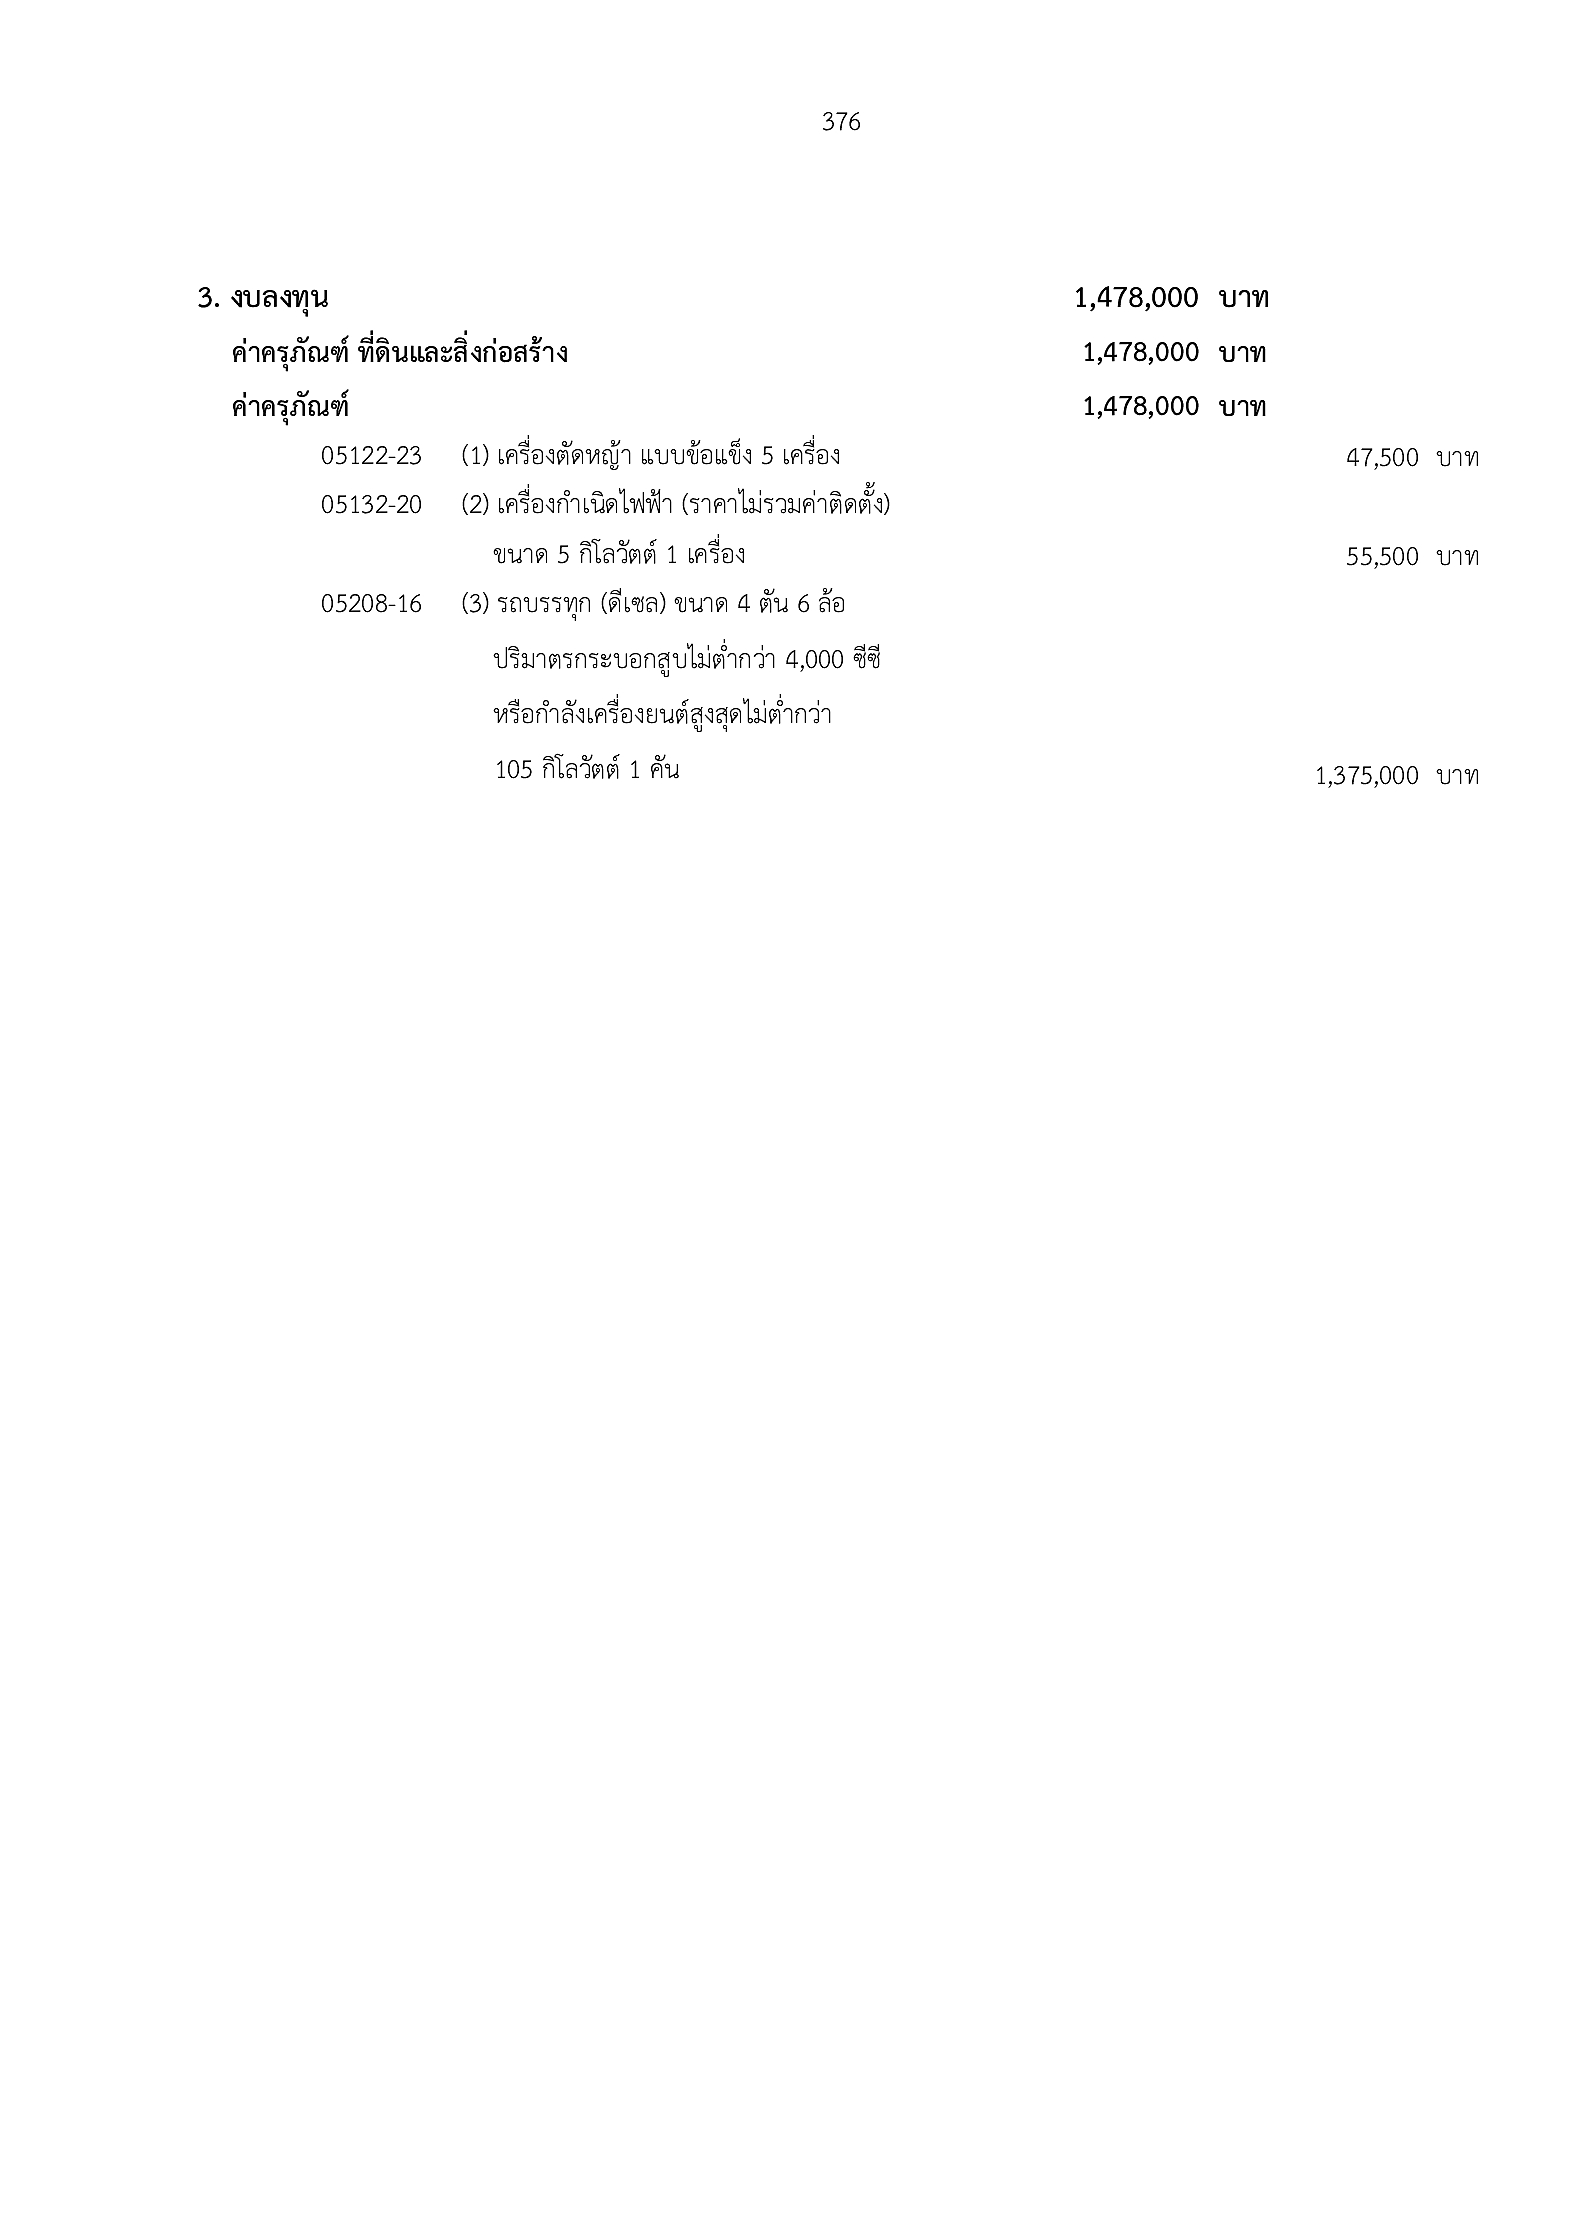 376
3. งบลงทุน 1,478,000 บาท
ค่าครุภัณฑ์ ที่ดินและสิ่งก่อสร้าง 1,478,000 บาท
ค่าครุภัณฑ์ 1,478,000 บาท
05122-23 (1) เครื่องตัดหญ้า แบบข้อแข็ง 5 เครื่อง 47,500 บาท
05132-20 (2) เครื่องกำเนิดไฟฟ้า (ราคาไม่รวมค่าติดตั้ง)
ขนาด 5 กิโลวัตต์ 1 เครื่อง 55,500 บาท
05208-16 (3) รถบรรทุก (ดีเซล) ขนาด 4 ตัน 6 ล้อ
ปริมาตรกระบอกสูบไม่ต่ำกว่า 4,000 ซีซี
หรือกำลังเครื่องยนต์สูงสุดไม่ต่ำกว่า
105 กิโลวัตต์ 1 คัน 1,375,000 บาท